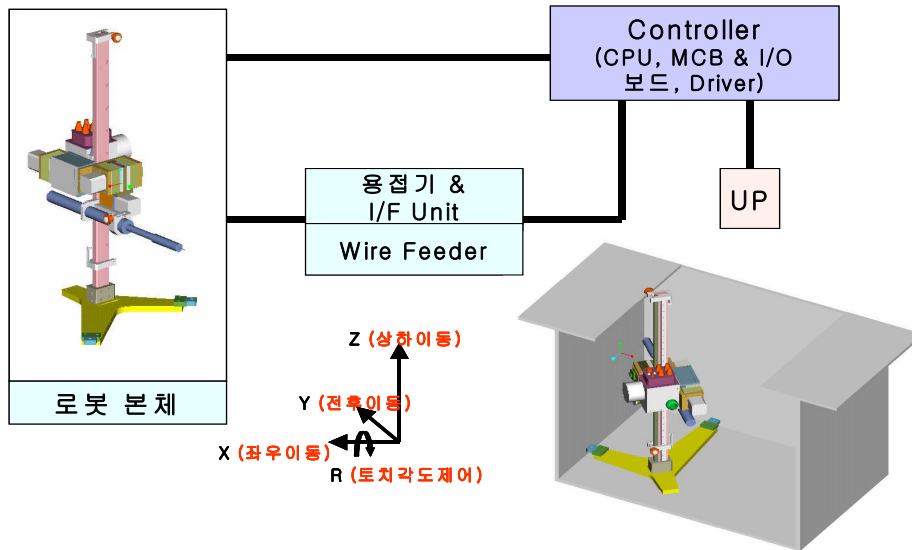 Controller
(CPU, MCB & I/O
보드, Driver)
용접기 &
I/F Unit
Wire Feeder
UP
로봇 본체
Z (상하이동)
Y (전후이동)
X (좌우이동)
R (토치각도제어)